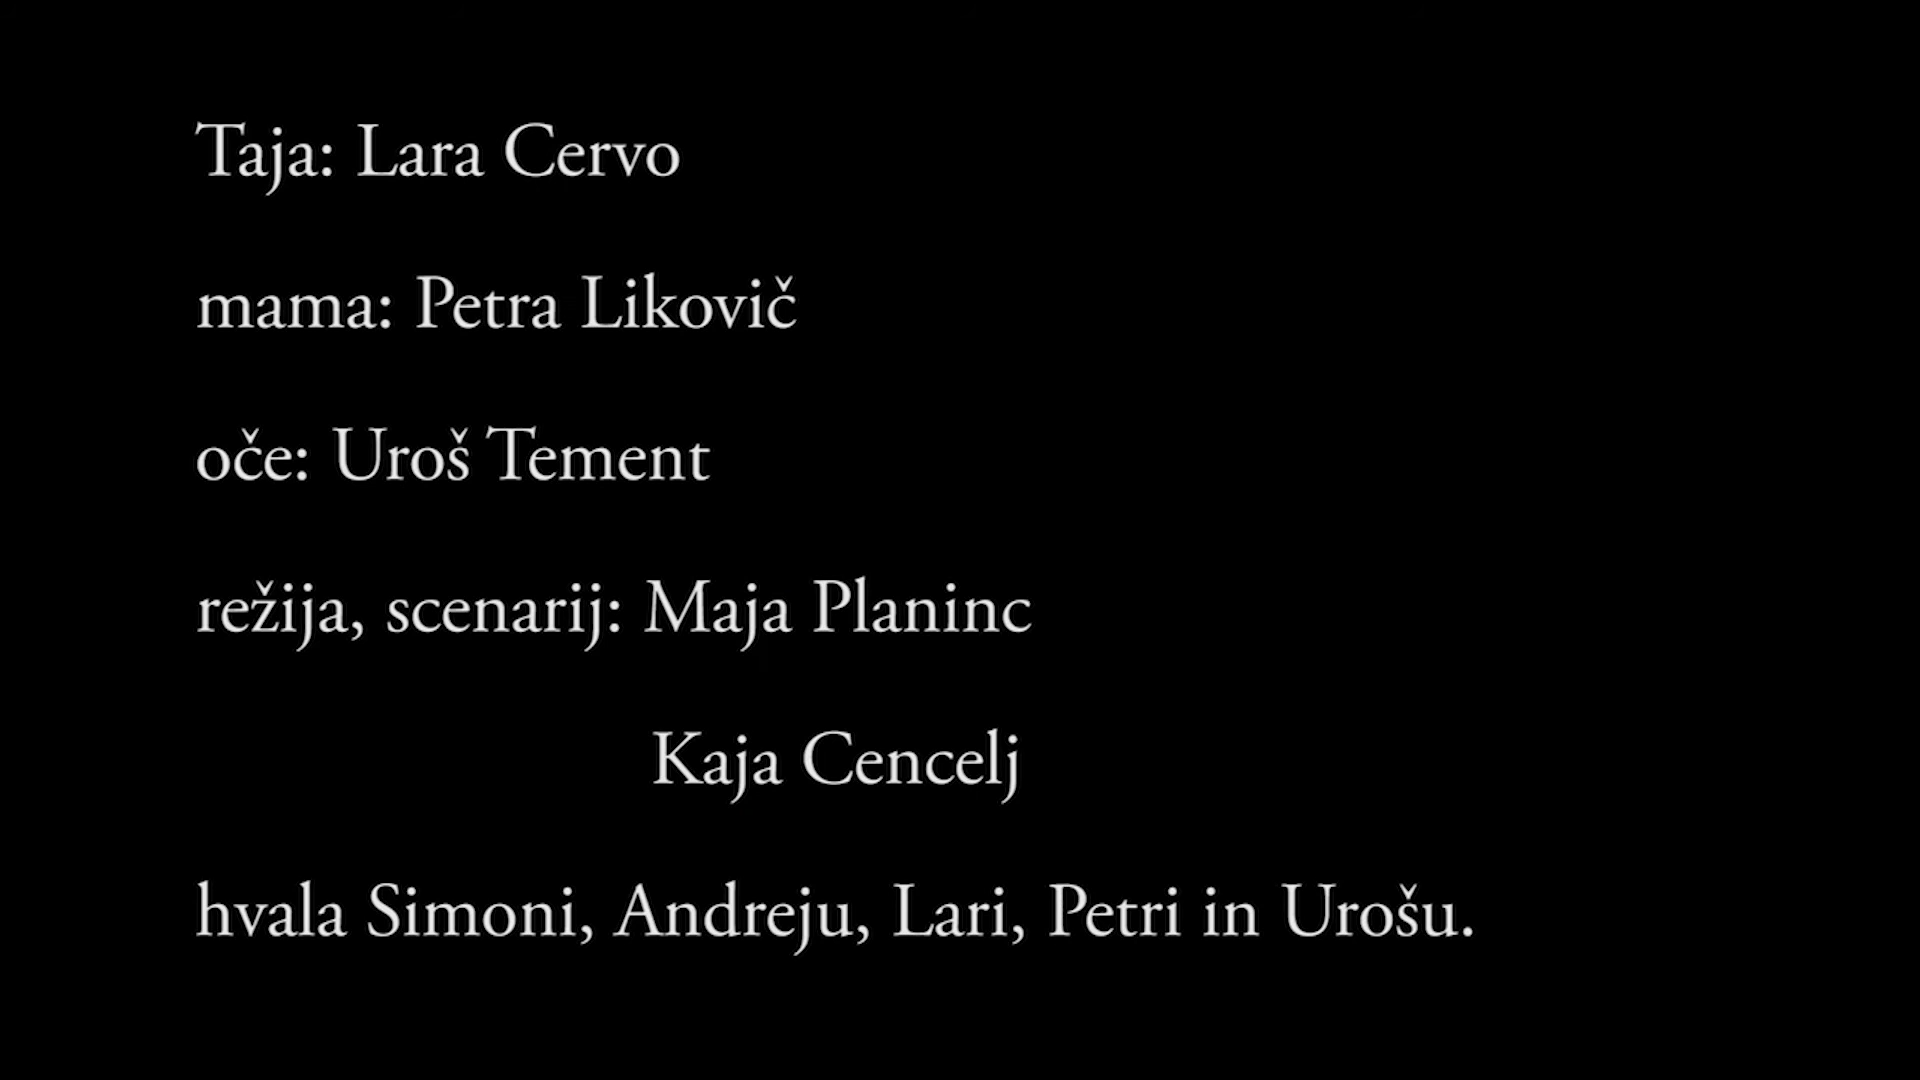 Taja: Lara Cervo
mama: Petra Likovič
oče: Uroš Tement
režija, scenarij: Maja Planinc
Kaja Cencelj
hvala Simoni, Andreju, Lari, Petri in Urošu.